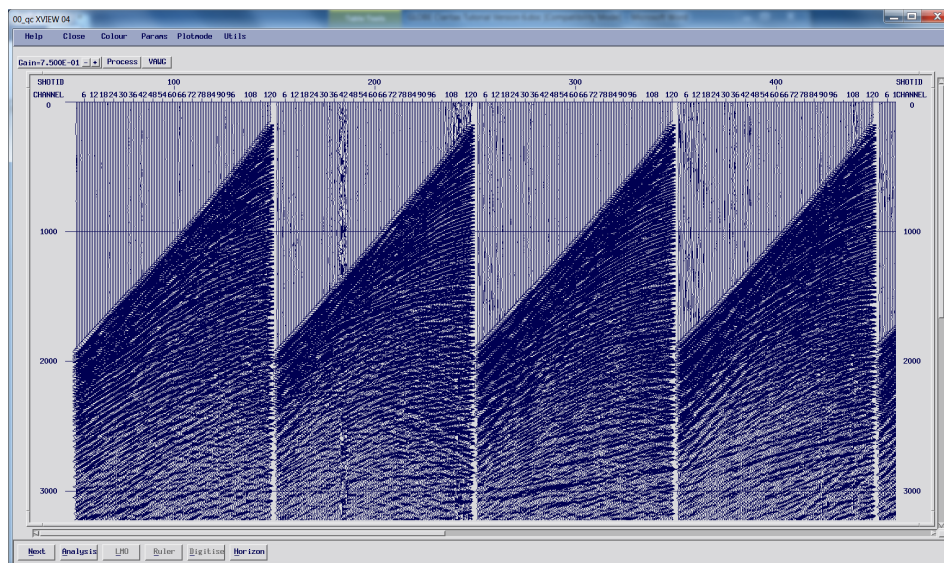 00_qc XVIEW 04
Help Close Colour Params Plotmode Utils
Gain=7.500E-01 - + Process VAWG
SHOTID 100 200 300 400 SHOTID
CHANNEL 6 12 18 24 30 36 42 48 54 60 66 72 78 84 90 96 108 120 6 12 18 24 30 36 42 48 54 60 66 72 78 84 90 96 108 120 6 12 18 24 30 36 42 48 54 60 66 72 78 84 90 96 108 120 6 12 18 24 30 36 42 48 54 60 66 72 78 84 90 96 108 120 6 1 CHANNEL
0 0
1000 1000
2000 2000
3000 3000
Next Analysis LMO Ruler Digitise Horizon